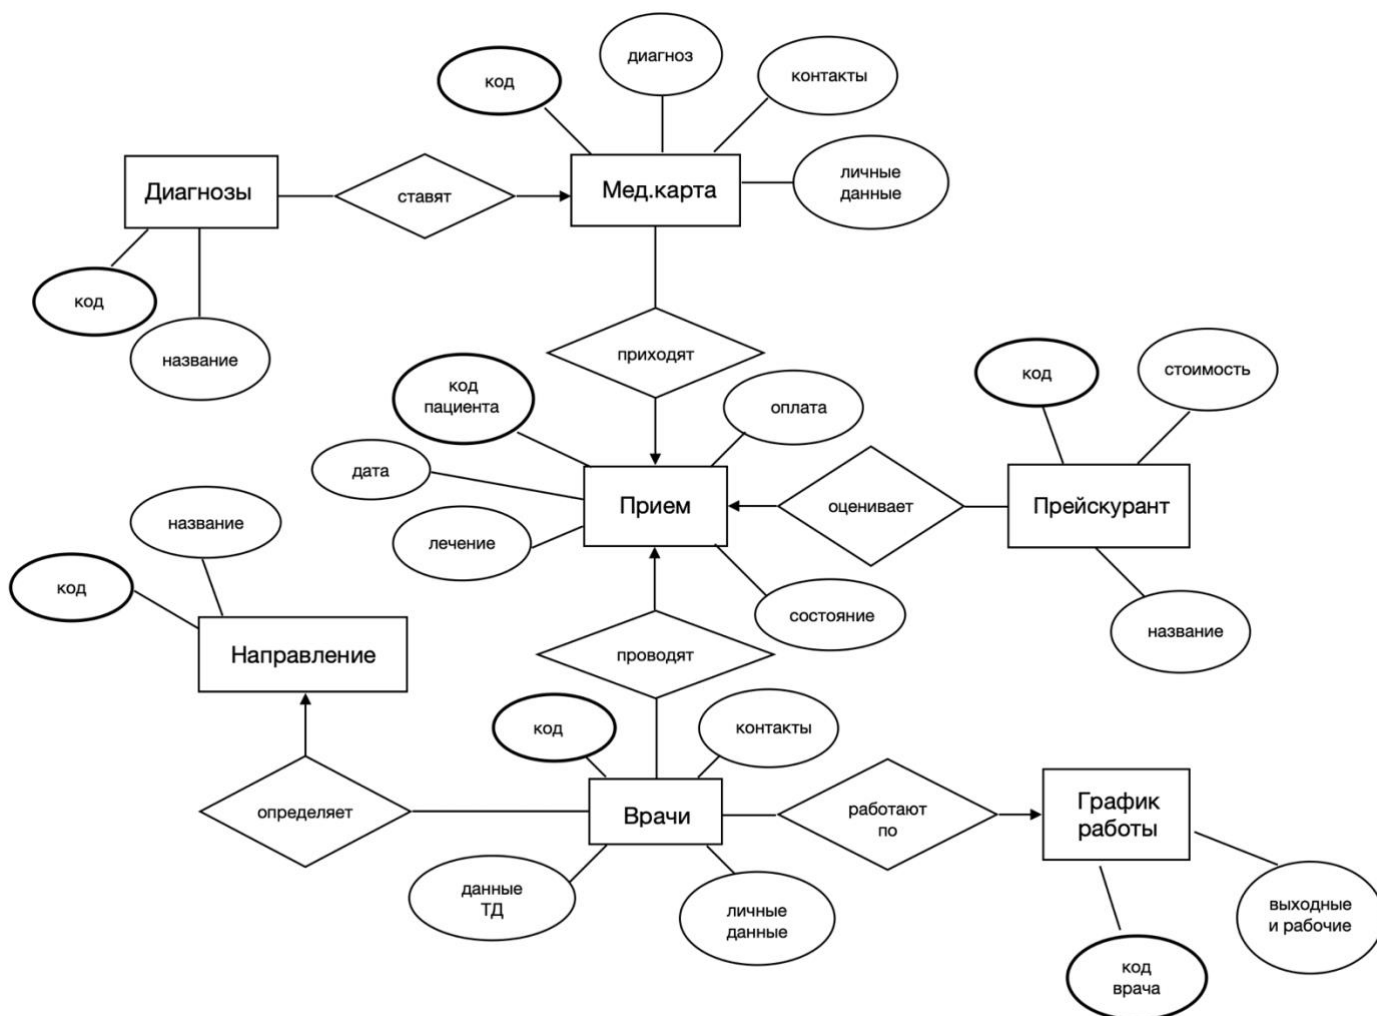 диагноз
контакты
код
личные
данные
Диагнозы
ставят
Мед.карта
код
название
приходят
код
пациента
оплата
код
стоимость
дата
лечение
Прием
оценивает
Прейскурант
название
код
Направление
состояние
название
проводят
код
контакты
определяет
Врачи
работают
по
График
работы
данные
ТД
личные
данные
выходные
и рабочие
код
врача